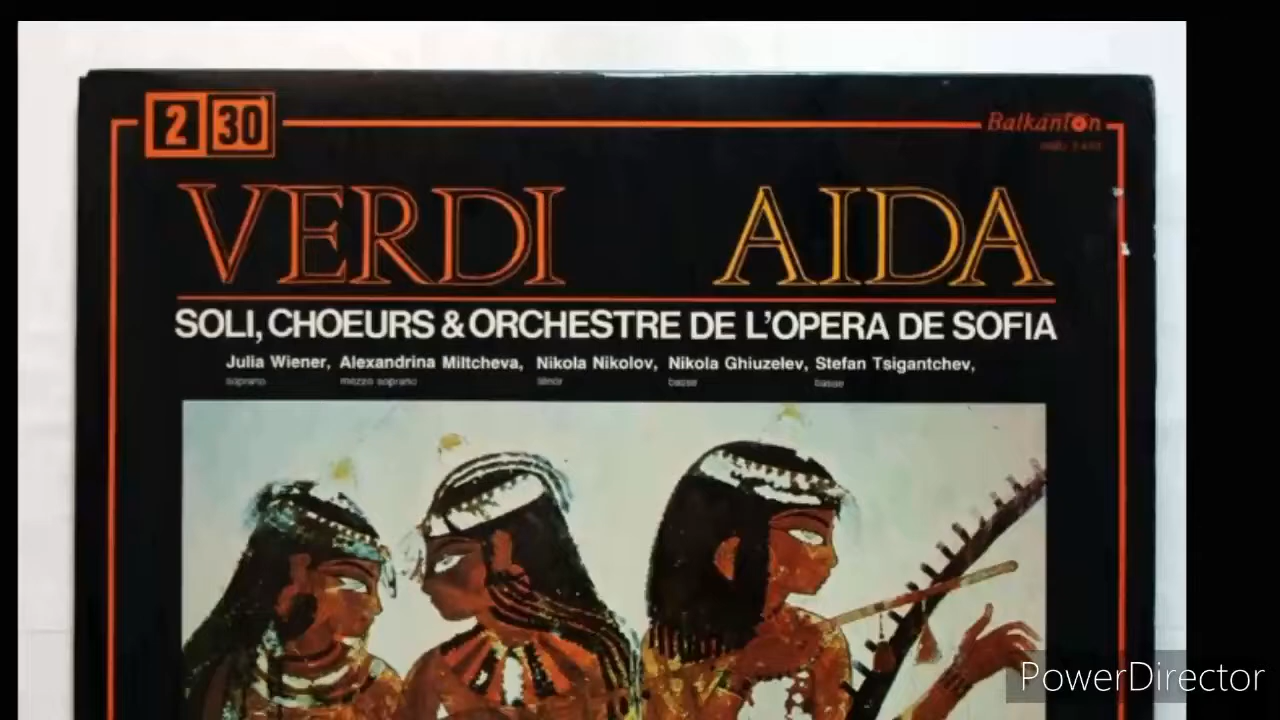 2 30
Balkanton
VERDI AIDA
SOLI, CHOEURS & ORCHESTRE DE L'OPERA DE SOFIA
Julia Wiener, Alexandrina Miltcheva, Nikola Nikolov, Nikola Ghiuzelev, Stefan Tsigantchev,
soprano mezzo soprano ténor basse basse
PowerDirector